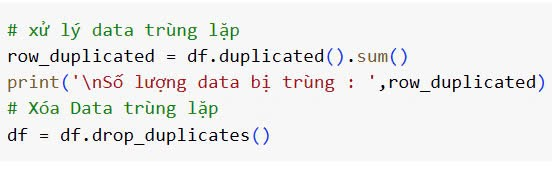 # xử lý data trùng lặp
row_duplicated = df.duplicated().sum()
print('\nSố lượng data bị trùng : ',row_duplicated)
# Xóa Data trùng lặp
df = df.drop_duplicates()